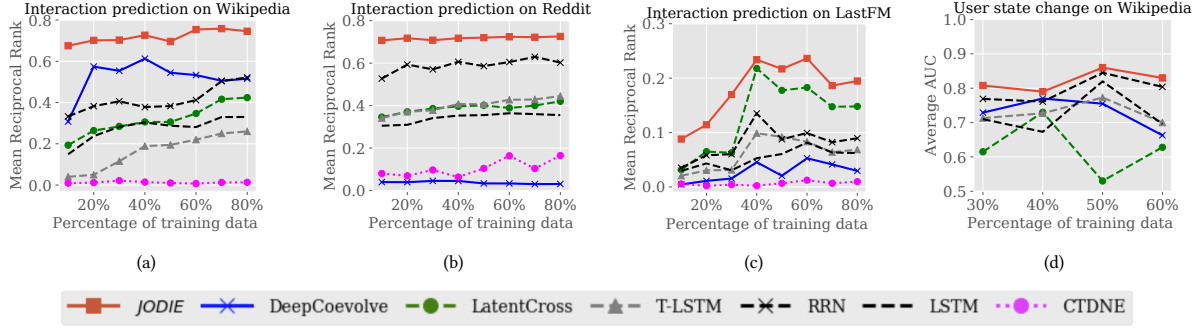 Interaction prediction on Wikipedia
Mean Reciprocal Rank
0.8
0.6
0.4
0.2
0.0
20% 40% 60% 80%
Percentage of training data
(a)
Interaction prediction on Reddit
Mean Reciprocal Rank
0.8
0.6
0.4
0.2
0.0
20% 40% 60% 80%
Percentage of training data
(b)
Interaction prediction on LastFM
Mean Reciprocal Rank
0.3
0.2
0.1
0.0
20% 40% 60% 80%
Percentage of training data
(c)
User state change on Wikipedia
Average AUC
1.0
0.9
0.8
0.7
0.6
0.5
30% 40% 50% 60%
Percentage of training data
(d)
JODIE DeepCoevolve LatentCross T-LSTM RRN LSTM CTDNE